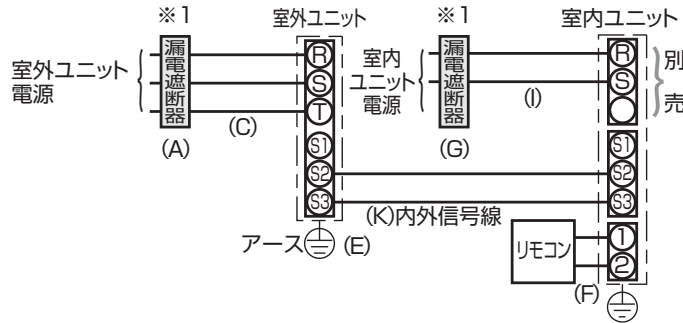 ※1
室外ユニット
※1
室内ユニット
室外ユニット
電源
漏電遮断器
(A)
(C)
R
S
T
S1
S2
S3
アース
(E)
室内
ユニット
電源
漏電遮断器
(G)
(I)
R
S
別
売
S1
S2
S3
(K)内外信号線
リモコン
1
2
(F)